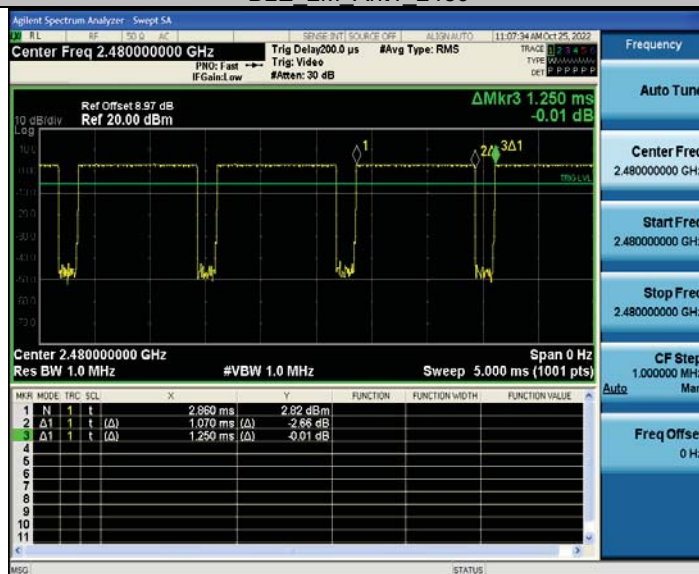 Agilent Spectrum Analyzer - Swept SA
RL RF 50 Ω AC SENSE:INT SOURCE OFF ALIGN AUTO 11:07:34 AM Oct 25, 2022
Center Freq 2.480000000 GHz
PNO: Fast
IFGain:Low
Trig Delay200.0 µs
Trig: Video
#Atten: 30 dB
#Avg Type: RMS
TRACE 1 2 3 4 5 6
TYPE
DET P P P P P P
ΔMkr3 1.250 ms
-0.01 dB
Ref Offset 8.97 dB
Ref 20.00 dBm
10 dB/div
Log
1
2Δ1
3Δ1
TRIG LVL
Center 2.480000000 GHz
Span 0 Hz
Res BW 1.0 MHz
#VBW 1.0 MHz
Sweep 5.000 ms (1001 pts)
MKR MODE TRC SCL X Y FUNCTION FUNCTION WIDTH FUNCTION VALUE
1 N 1 t 2.860 ms 2.82 dBm
2 Δ1 1 t (Δ) 1.070 ms (Δ) -2.66 dB
3 Δ1 1 t (Δ) 1.250 ms (Δ) -0.01 dB
4
5
6
7
8
9
10
11
MSG
STATUS
Frequency
Auto Tune
Center Freq
2.480000000 GHz
Start Freq
2.480000000 GHz
Stop Freq
2.480000000 GHz
CF Step
1.000000 MHz
Auto Man
Freq Offset
0 Hz